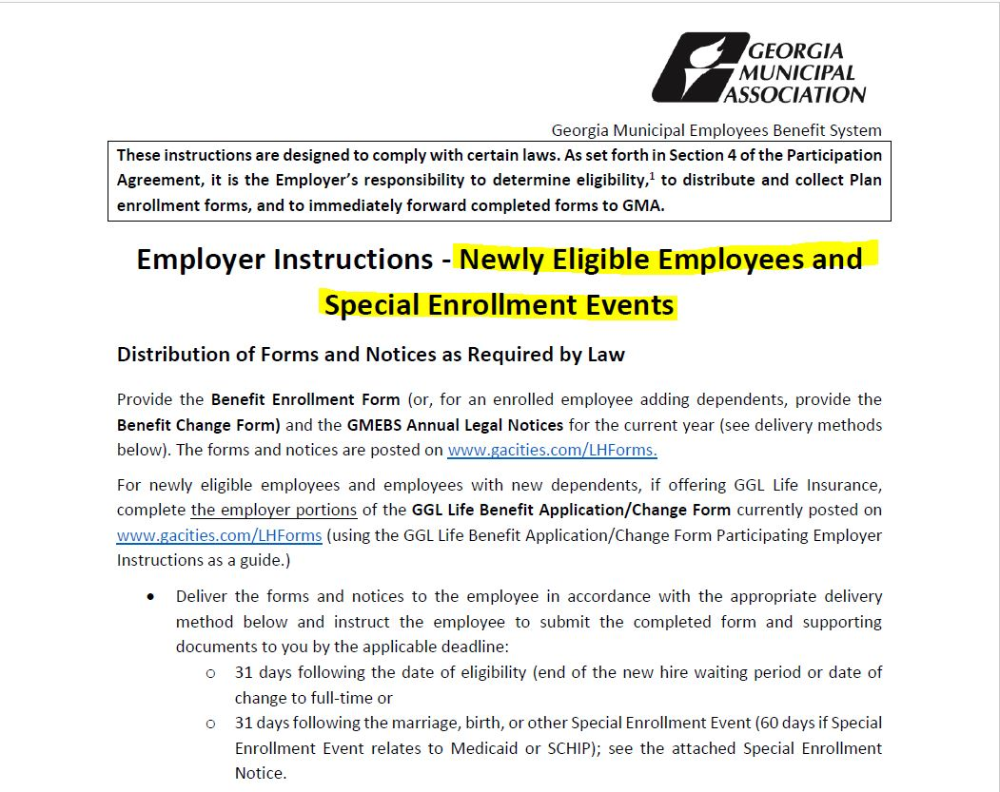 GEORGIA
MUNICIPAL
ASSOCIATION
Georgia Municipal Employees Benefit System
These instructions are designed to comply with certain laws. As set forth in Section 4 of the Participation
Agreement, it is the Employer’s responsibility to determine eligibility,¹ to distribute and collect Plan
enrollment forms, and to immediately forward completed forms to GMA.
Employer Instructions - Newly Eligible Employees and
Special Enrollment Events
Distribution of Forms and Notices as Required by Law
Provide the Benefit Enrollment Form (or, for an enrolled employee adding dependents, provide the
Benefit Change Form) and the GMEBS Annual Legal Notices for the current year (see delivery methods
below). The forms and notices are posted on www.gacities.com/LHForms.
For newly eligible employees and employees with new dependents, if offering GGL Life Insurance,
complete the employer portions of the GGL Life Benefit Application/Change Form currently posted on
www.gacities.com/LHForms (using the GGL Life Benefit Application/Change Form Participating Employer
Instructions as a guide.)
• Deliver the forms and notices to the employee in accordance with the appropriate delivery
method below and instruct the employee to submit the completed form and supporting
documents to you by the applicable deadline:
o 31 days following the date of eligibility (end of the new hire waiting period or date of
change to full-time or
o 31 days following the marriage, birth, or other Special Enrollment Event (60 days if Special
Enrollment Event relates to Medicaid or SCHIP); see the attached Special Enrollment
Notice.